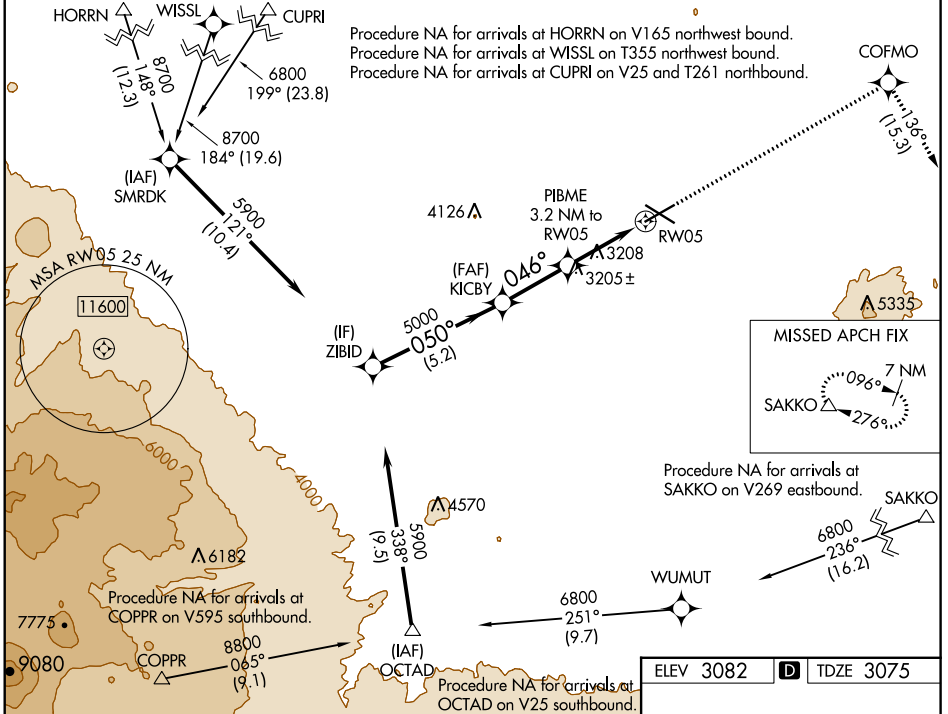 HORRN
WISSL
CUPRI
Procedure NA for arrivals at HORRN on V165 northwest bound.
Procedure NA for arrivals at WISSL on T355 northwest bound.
Procedure NA for arrivals at CUPRI on V25 and T261 northbound.
COFMO
8700
148°
(12.3)
6800
199° (23.8)
8700
184° (19.6)
136°
(15.3)
(IAF)
SMRDK
5900
121°
(10.4)
4126
PIBME
3.2 NM to
RW05
RW05
3208
3205±
(FAF)
KICBY
046°
MSA RW05 25 NM
11600
5335
(IF)
ZIBID
5000
050°
(5.2)
MISSED APCH FIX
7 NM
096°
SAKKO
276°
6000
4000
Procedure NA for arrivals at
SAKKO on V269 eastbound.
4570
SAKKO
5900
338°
(9.5)
6800
236°
(16.2)
6182
WUMUT
Procedure NA for arrivals at
COPPR on V595 southbound.
7775
6800
251°
(9.7)
9080
COPPR
8800
065°
(9.1)
(IAF)
OCTAD
Procedure NA for arrivals at
OCTAD on V25 southbound.
ELEV 3082 D TDZE 3075